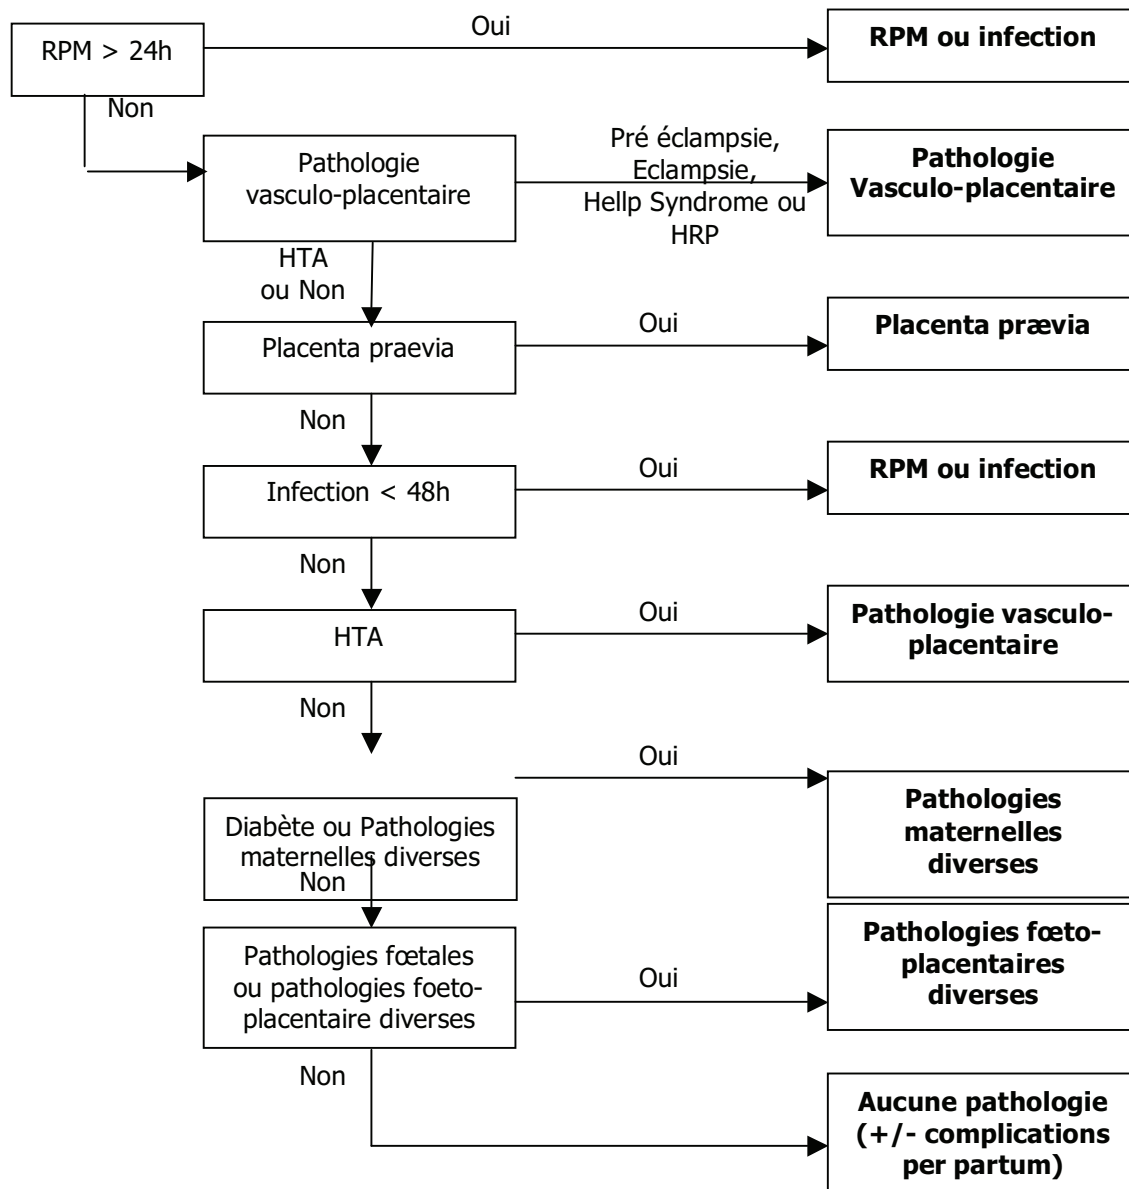 Oui
RPM > 24h
RPM ou infection
Non
Pathologie
vasculo-placentaire
Pré éclampsie,
Eclampsie,
Hellp Syndrome ou
HRP
Pathologie
Vasculo-placentaire
HTA
ou Non
Placenta praevia
Oui
Placenta prævia
Non
Infection < 48h
Oui
RPM ou infection
Non
HTA
Oui
Pathologie vasculo-
placentaire
Non
Oui
Diabète ou Pathologies
maternelles diverses
Pathologies
maternelles
diverses
Non
Pathologies fœtales
ou pathologies foeto-
placentaire diverses
Oui
Pathologies fœto-
placentaires
diverses
Non
Aucune pathologie
(+/- complications
per partum)